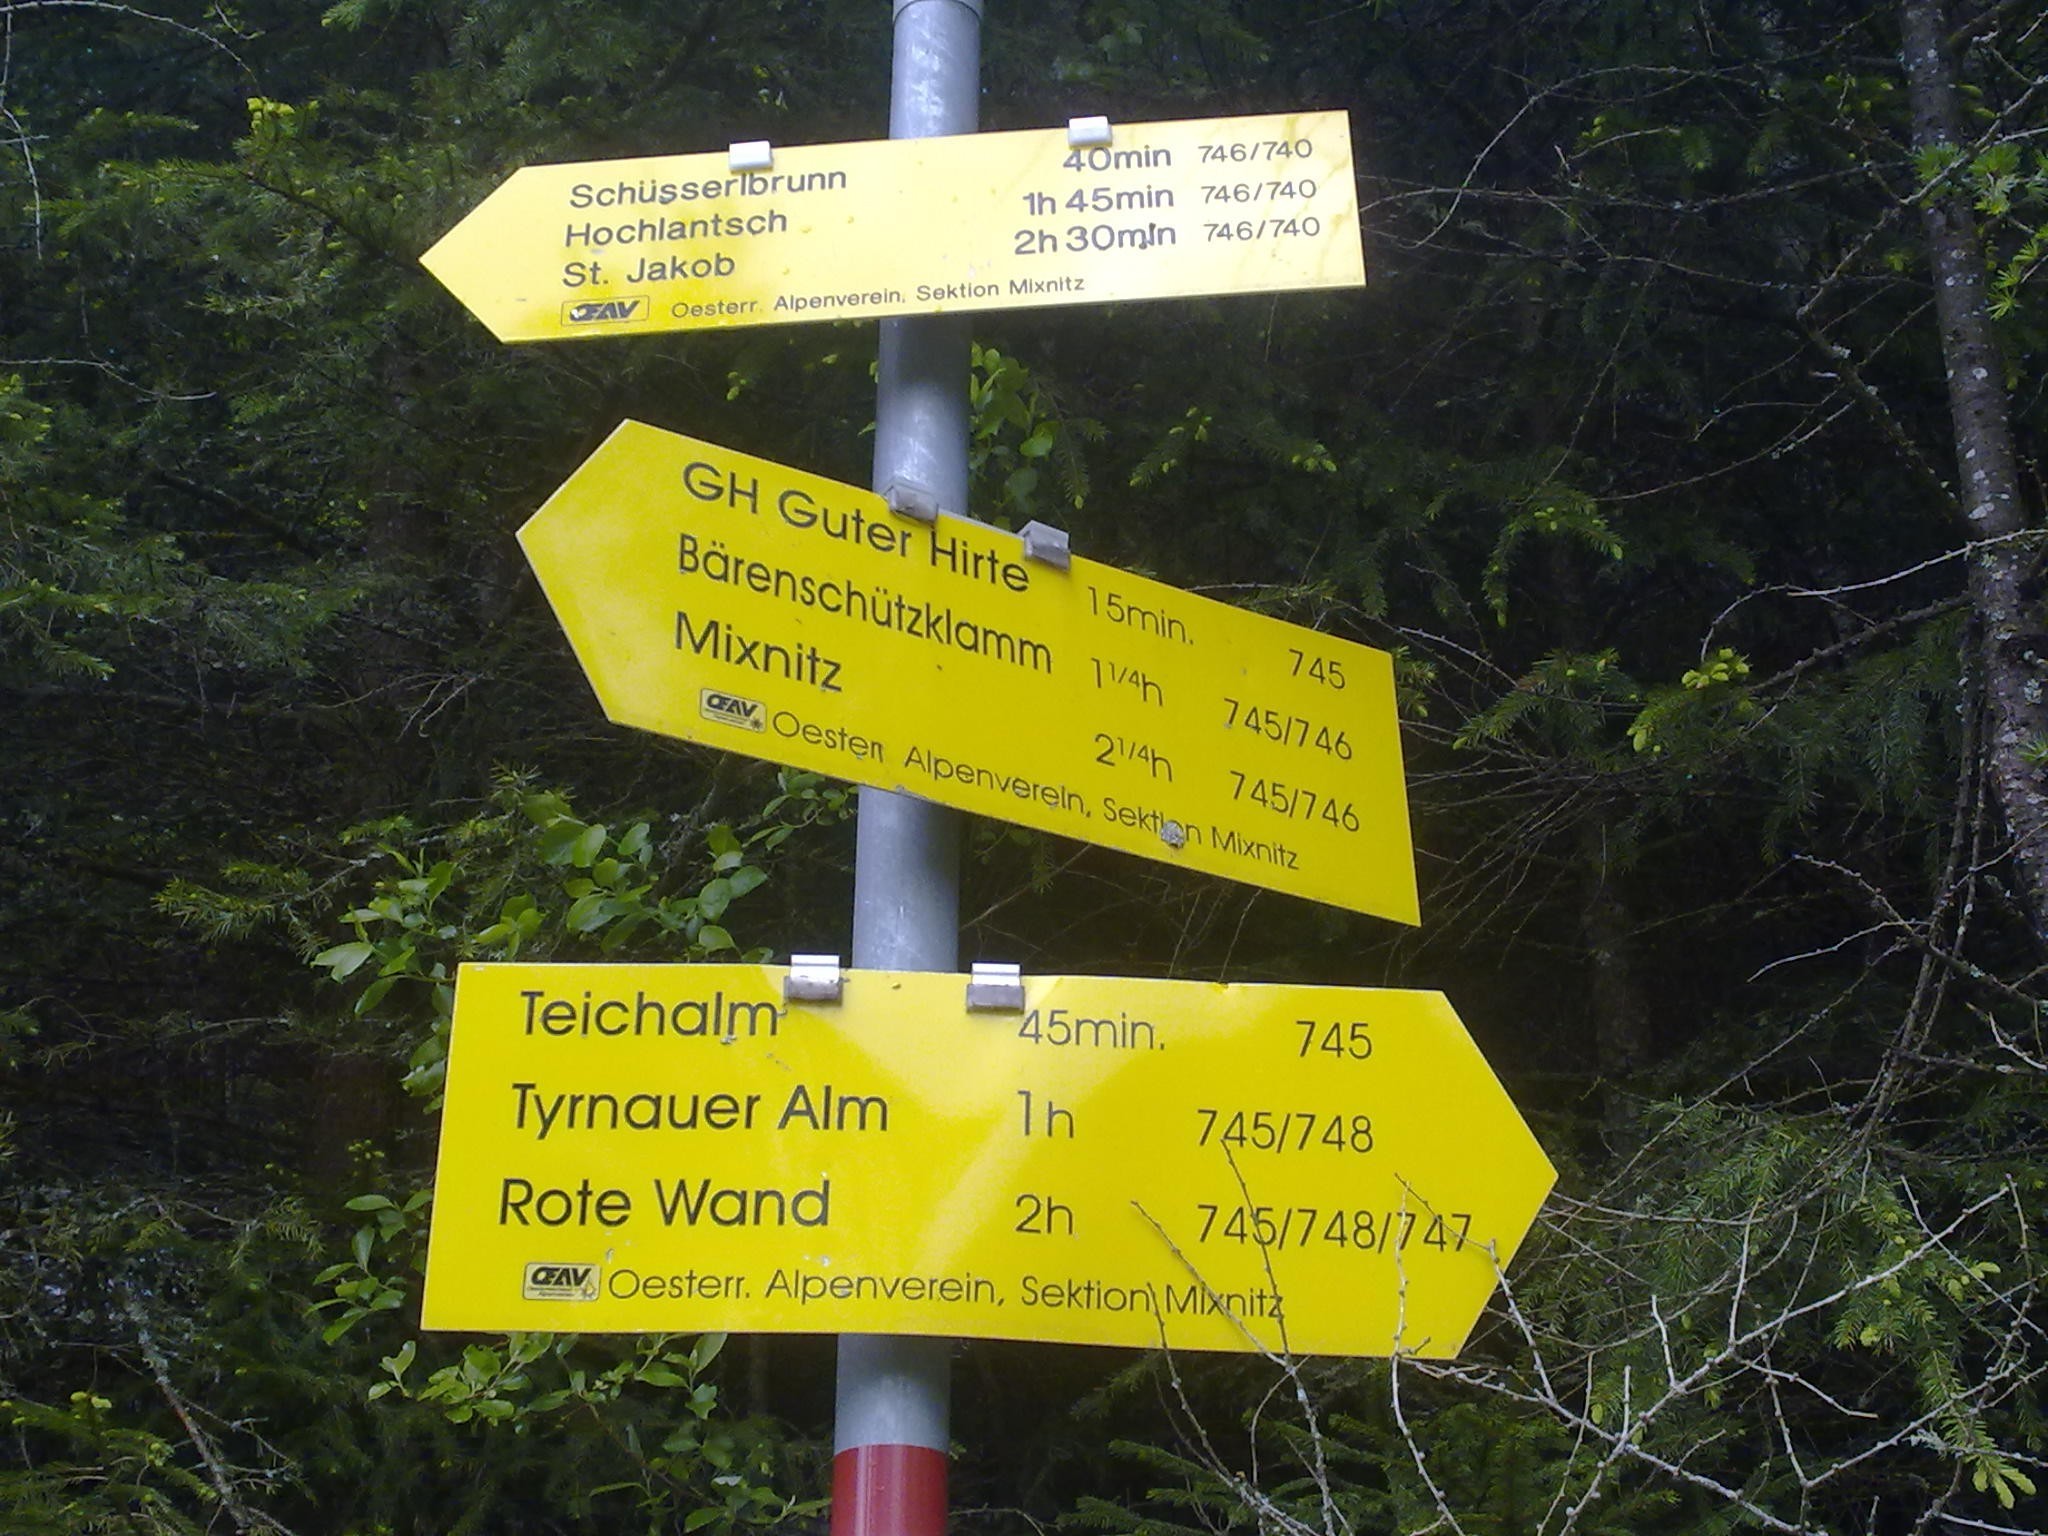 Schüsserlbrunn 40min 746/740
Hochlantsch 1h 45min 746/740
St. Jakob 2h 30min 746/740
OEAV Oesterr. Alpenverein, Sektion Mixnitz
GH Guter Hirte 15min. 745
Bärenschützklamm 1 1/4h 745/746
Mixnitz 2 1/4h 745/746
OEAV Oesterr. Alpenverein, Sektion Mixnitz
Teichalm 45min. 745
Tyrnauer Alm 1h 745/748
Rote Wand 2h 745/748/747
OEAV Oesterr. Alpenverein, Sektion Mixnitz